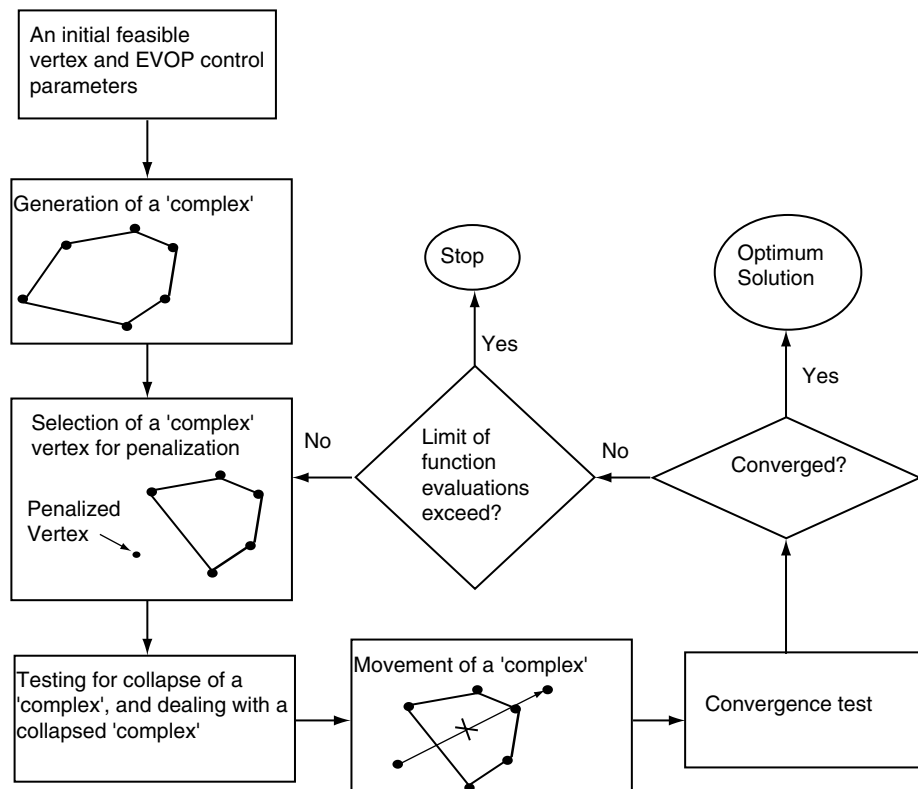 An initial feasible
vertex and EVOP control
parameters
Generation of a 'complex'
Stop
Optimum
Solution
Yes
Yes
Selection of a 'complex'
vertex for penalization
No
Limit of
function
evaluations
exceed?
No
Converged?
Penalized
Vertex
Testing for collapse of a
'complex', and dealing with a
collapsed 'complex'
Movement of a 'complex'
Convergence test